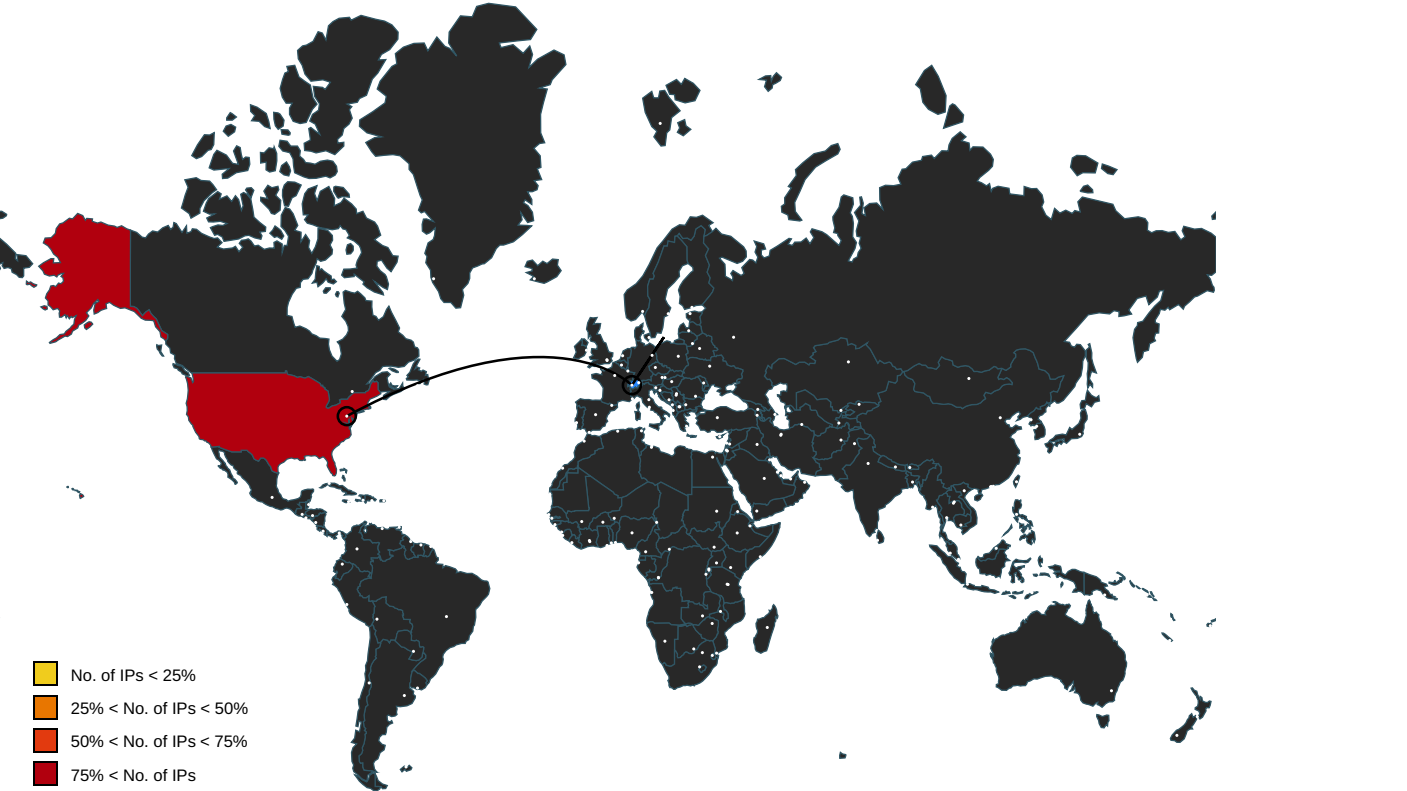 No. of IPs < 25%
25% < No. of IPs < 50%
50% < No. of IPs < 75%
75% < No. of IPs